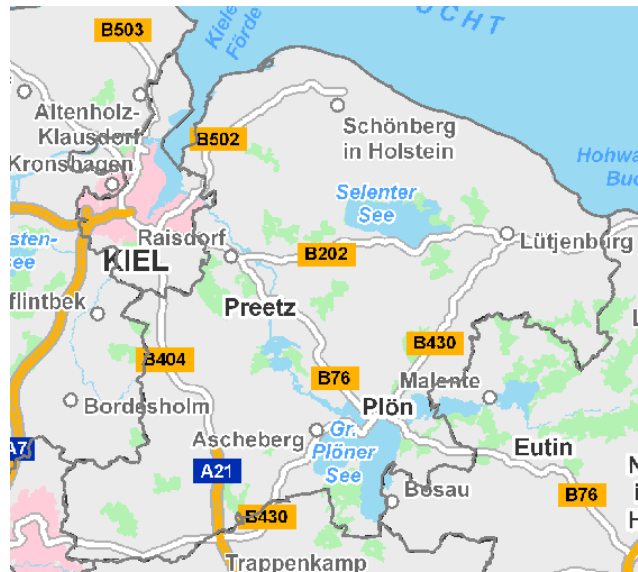 B503
Kieler
Förde
UCHT
Altenholz-
Klausdorf
Kronshagen
B502
Schönberg
in Holstein
Hohwa
Buc
Selenter
See
sten-
see
Raisdorf
KIEL
B202
Lütjenburg
flintbek
Preetz
B404
B430
L
B76
Malente
Bordesholm
Plön
Ascheberg
Gr.
Plöner
See
Eutin
A7
A21
Bosau
B76
N
i
H
B430
Trappenkamp